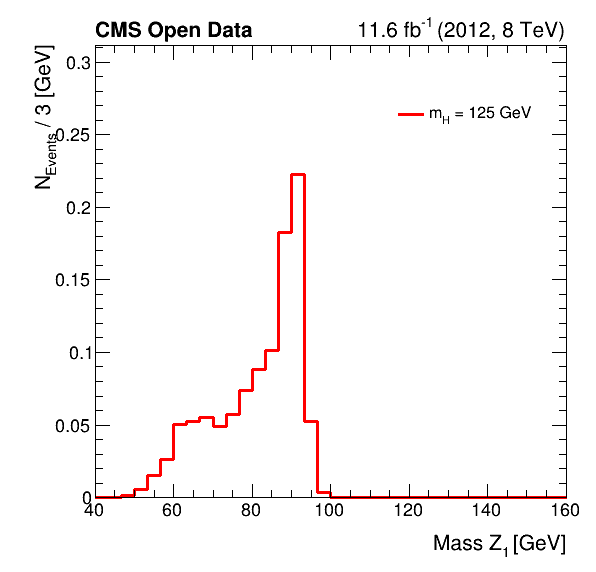 CMS Open Data 11.6 fb-1 (2012, 8 TeV)
NEvents / 3 [GeV]
mH = 125 GeV
0.3
0.25
0.2
0.15
0.1
0.05
0
40 60 80 100 120 140 160
Mass Z1 [GeV]